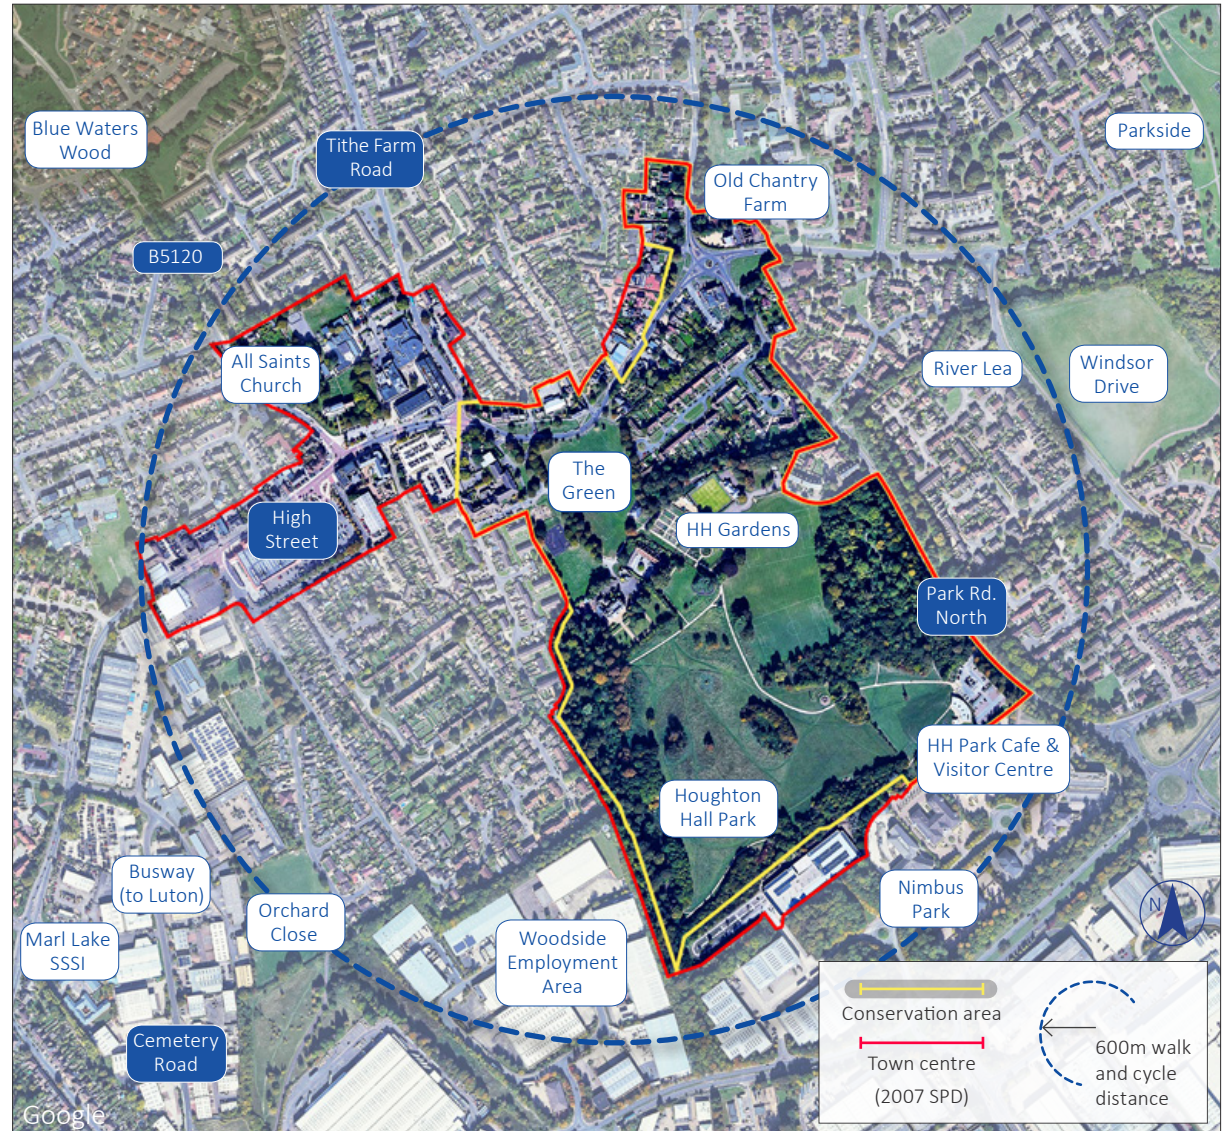 Blue Waters
Wood
Tithe Farm
Road
Parkside
Old Chantry
Farm
B5120
All Saints
Church
River Lea
Windsor
Drive
The
Green
High
Street
HH Gardens
Park Rd.
North
HH Park Cafe &
Visitor Centre
Houghton
Hall Park
Busway
(to Luton)
Orchard
Close
Nimbus
Park
N
Marl Lake
SSSI
Woodside
Employment
Area
Cemetery
Road
Conservation area
Town centre
(2007 SPD)
600m walk
and cycle
distance
Google